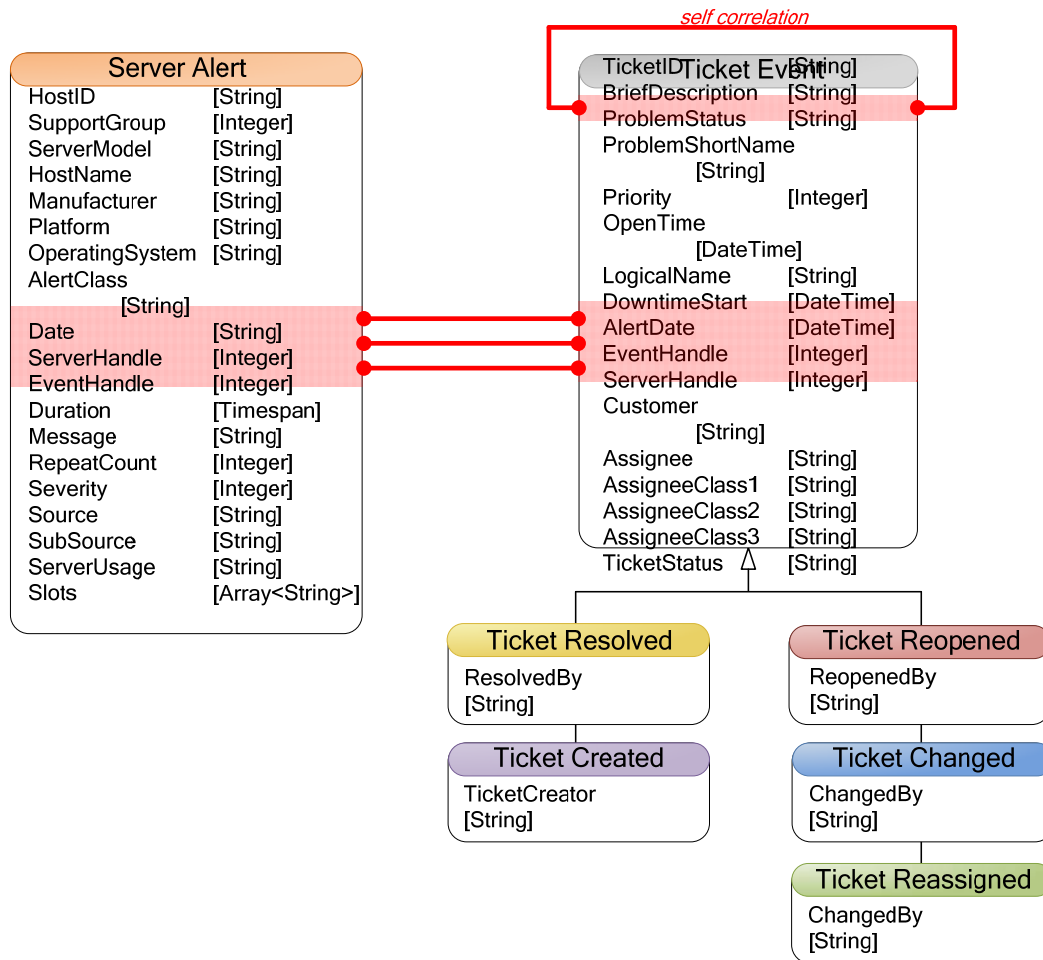 self correlation
Server Alert
HostID [String]
SupportGroup [Integer]
ServerModel [String]
HostName [String]
Manufacturer [String]
Platform [String]
OperatingSystem [String]
AlertClass
[String]
Date [String]
ServerHandle [Integer]
EventHandle [Integer]
Duration [Timespan]
Message [String]
RepeatCount [Integer]
Severity [Integer]
Source [String]
SubSource [String]
ServerUsage [String]
Slots [Array<String>]
Ticket Event
TicketID [String]
BriefDescription [String]
ProblemStatus [String]
ProblemShortName
[String]
Priority [Integer]
OpenTime
[DateTime]
LogicalName [String]
DowntimeStart [DateTime]
AlertDate [DateTime]
EventHandle [Integer]
ServerHandle [Integer]
Customer
[String]
Assignee [String]
AssigneeClass1 [String]
AssigneeClass2 [String]
AssigneeClass3 [String]
TicketStatus [String]
Ticket Resolved
ResolvedBy
[String]
Ticket Created
TicketCreator
[String]
Ticket Reopened
ReopenedBy
[String]
Ticket Changed
ChangedBy
[String]
Ticket Reassigned
ChangedBy
[String]